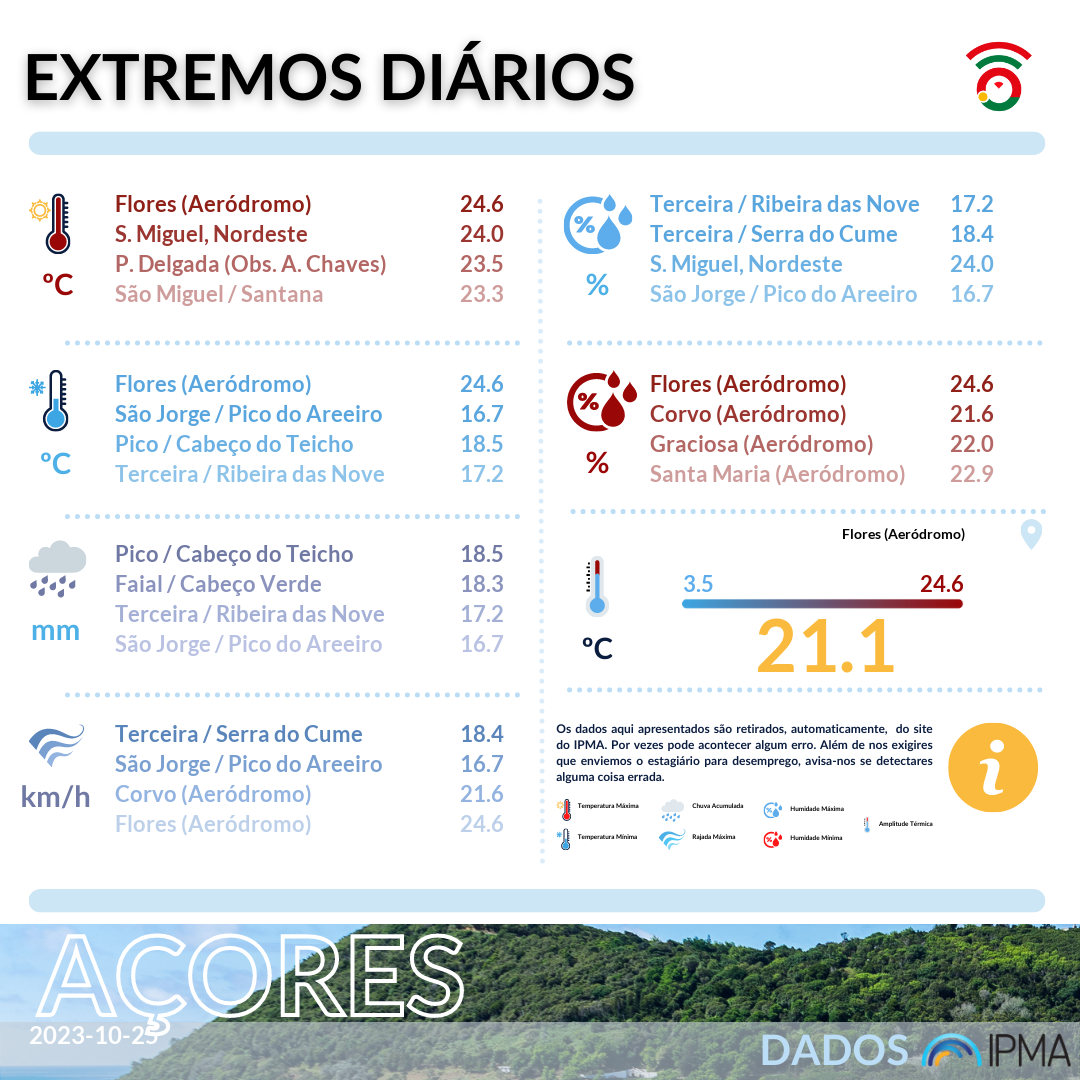 EXTREMOS DIÁRIOS
Flores (Aeródromo) 24.6
S. Miguel, Nordeste 24.0
P. Delgada (Obs. A. Chaves) 23.5
São Miguel / Santana 23.3
ºC
Flores (Aeródromo) 24.6
São Jorge / Pico do Areeiro 16.7
Pico / Cabeço do Teicho 18.5
Terceira / Ribeira das Nove 17.2
ºC
Pico / Cabeço do Teicho 18.5
Faial / Cabeço Verde 18.3
Terceira / Ribeira das Nove 17.2
São Jorge / Pico do Areeiro 16.7
mm
Terceira / Serra do Cume 18.4
São Jorge / Pico do Areeiro 16.7
Corvo (Aeródromo) 21.6
Flores (Aeródromo) 24.6
km/h
Terceira / Ribeira das Nove 17.2
Terceira / Serra do Cume 18.4
S. Miguel, Nordeste 24.0
São Jorge / Pico do Areeiro 16.7
%
%
Flores (Aeródromo) 24.6
Corvo (Aeródromo) 21.6
Graciosa (Aeródromo) 22.0
Santa Maria (Aeródromo) 22.9
%
%
Flores (Aeródromo)
3.5 24.6
21.1
ºC
Os dados aqui apresentados são retirados, automaticamente, do site
do IPMA. Por vezes pode acontecer algum erro. Além de nos exigires
que enviemos o estagiário para desemprego, avisa-nos se detectares
alguma coisa errada.
i
Temperatura Máxima Chuva Acumulada Humidade Máxima
Amplitude Térmica
Temperatura Mínima Rajada Máxima Humidade Mínima
AÇORES
2023-10-25
DADOS IPMA